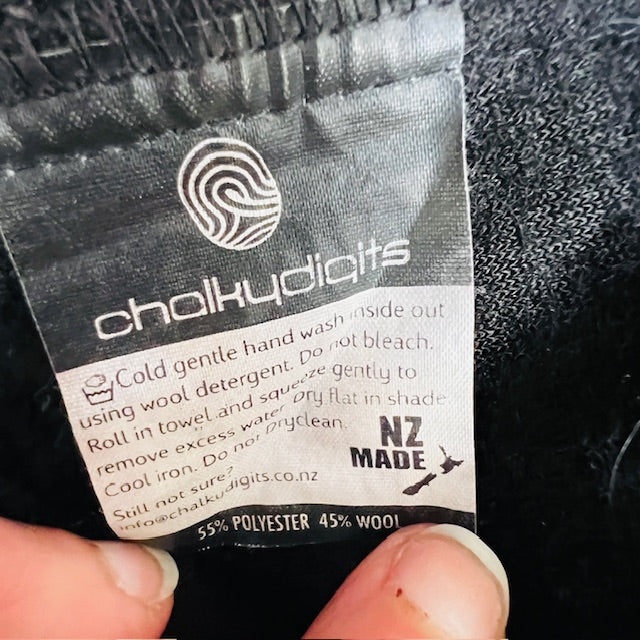 chalkydigits
Cold gentle hand wash inside out
using wool detergent. Do not bleach.
Roll in towel and squeeze gently to
remove excess water Dry flat in shade
Cool iron. Do not Dryclean.
Still not sure?
info@chalkydigits.co.nz
NZ
MADE
55% POLYESTER 45% WOOL